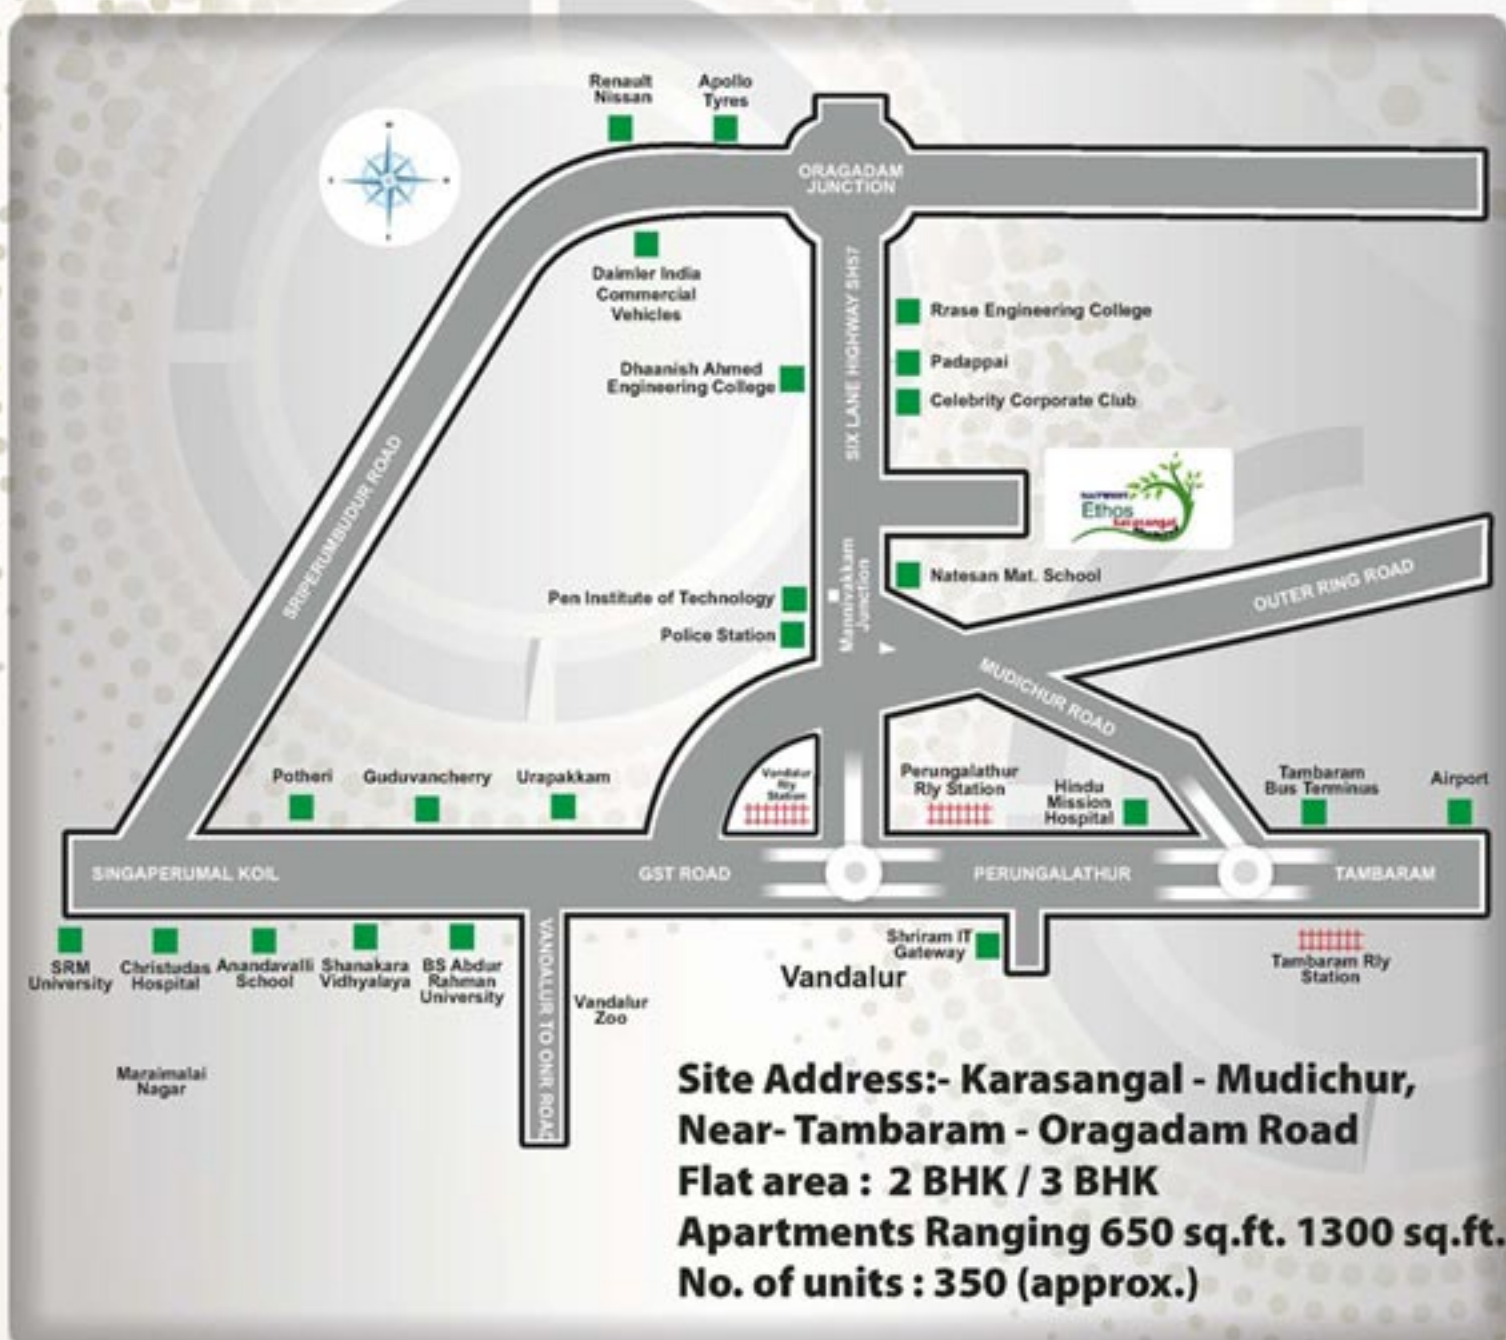 Renault
Nissan
Apollo
Tyres
ORAGADAM
JUNCTION
Daimler India
Commercial
Vehicles
SIX LANE HIGHWAY SH57
Rrase Engineering College
Dhaanish Ahmed
Engineering College
Padappai
Celebrity Corporate Club
SRIPERUMBUDUR ROAD
Ethos
Karasangal
Mannivakkam
Junction
Natesan Mat. School
OUTER RING ROAD
Pen Institute of Technology
Police Station
MUDICHUR ROAD
Potheri
Guduvancherry
Urapakkam
Vandalur
Rly
Station
Perungalathur
Rly Station
Hindu
Mission
Hospital
Tambaram
Bus Terminus
Airport
SINGAPERUMAL KOIL
GST ROAD
PERUNGALATHUR
TAMBARAM
SRM
University
Christudas
Hospital
Anandavalli
School
Shanakara
Vidhyalaya
BS Abdur
Rahman
University
VANDALUR TO ONR ROAD
Vandalur
Zoo
Vandalur
Shriram IT
Gateway
Tambaram Rly
Station
Maraimalai
Nagar
Site Address:- Karasangal - Mudichur,
Near- Tambaram - Oragadam Road
Flat area : 2 BHK / 3 BHK
Apartments Ranging 650 sq.ft. 1300 sq.ft.
No. of units : 350 (approx.)